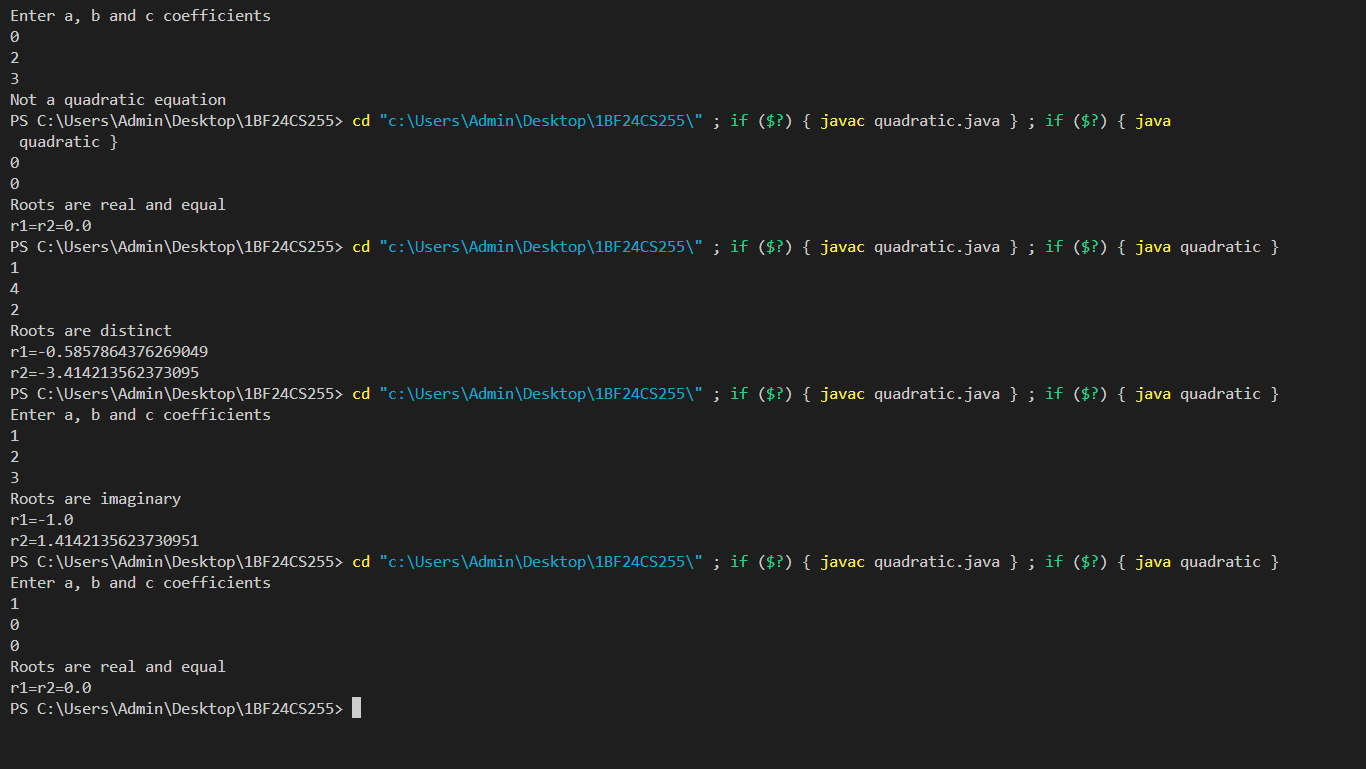 Enter a, b and c coefficients
0
2
3
Not a quadratic equation
PS C:\Users\Admin\Desktop\1BF24CS255> cd "c:\Users\Admin\Desktop\1BF24CS255\" ; if ($?) { javac quadratic.java } ; if ($?) { java
 quadratic }
0
0
Roots are real and equal
r1=r2=0.0
PS C:\Users\Admin\Desktop\1BF24CS255> cd "c:\Users\Admin\Desktop\1BF24CS255\" ; if ($?) { javac quadratic.java } ; if ($?) { java quadratic }
1
4
2
Roots are distinct
r1=-0.5857864376269049
r2=-3.414213562373095
PS C:\Users\Admin\Desktop\1BF24CS255> cd "c:\Users\Admin\Desktop\1BF24CS255\" ; if ($?) { javac quadratic.java } ; if ($?) { java quadratic }
Enter a, b and c coefficients
1
2
3
Roots are imaginary
r1=-1.0
r2=1.4142135623730951
PS C:\Users\Admin\Desktop\1BF24CS255> cd "c:\Users\Admin\Desktop\1BF24CS255\" ; if ($?) { javac quadratic.java } ; if ($?) { java quadratic }
Enter a, b and c coefficients
1
0
0
Roots are real and equal
r1=r2=0.0
PS C:\Users\Admin\Desktop\1BF24CS255>